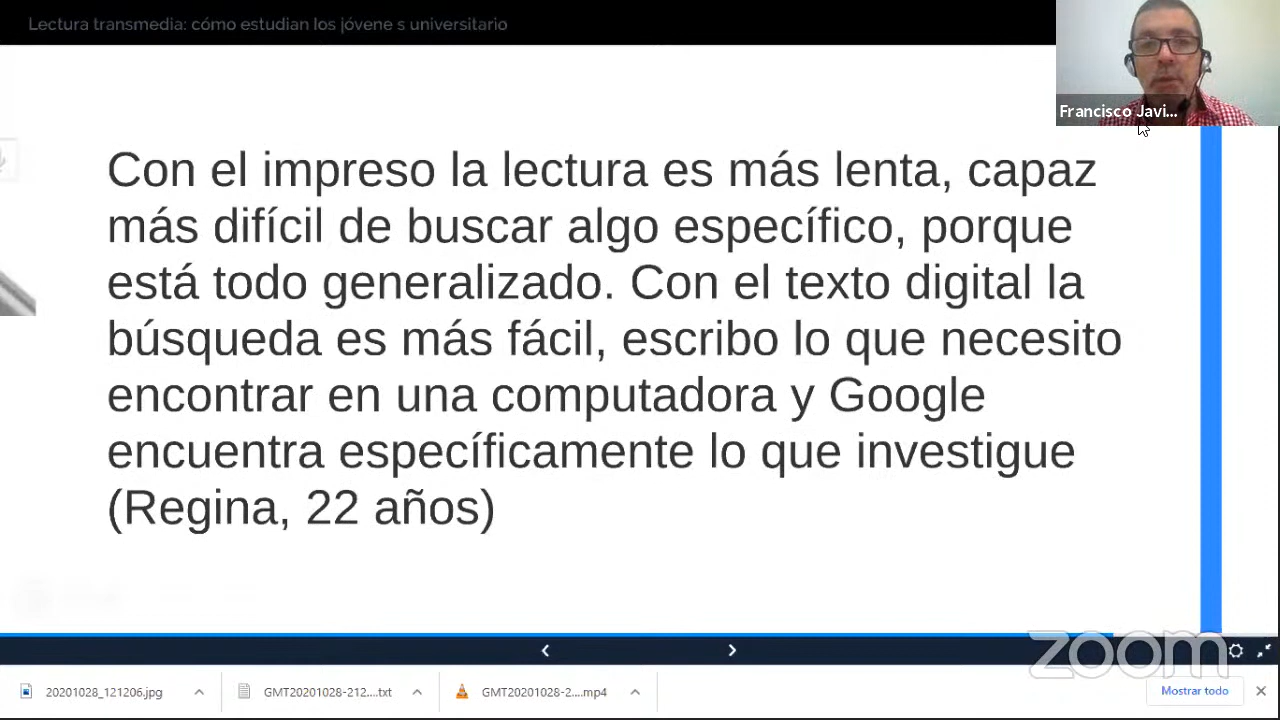 Lectura transmedia: cómo estudian los jóvene s universitario
Francisco Javi...
Con el impreso la lectura es más lenta, capaz
más difícil de buscar algo específico, porque
está todo generalizado. Con el texto digital la
búsqueda es más fácil, escribo lo que necesito
encontrar en una computadora y Google
encuentra específicamente lo que investigue
(Regina, 22 años)
zoom
20201028_121206.jpg
GMT20201028-212....txt
GMT20201028-2....mp4
Mostrar todo